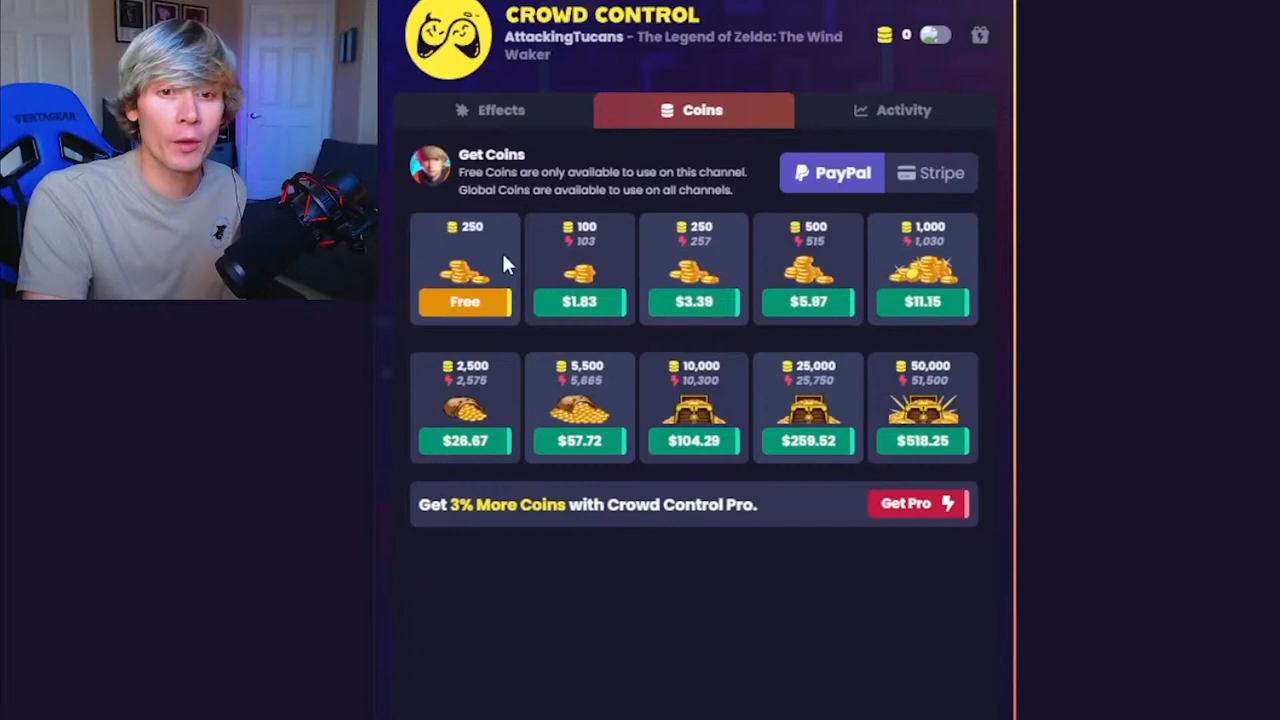 VERTAGEAR
CROWD CONTROL
AttackingTucans - The Legend of Zelda: The Wind
Waker
0
Effects
Coins
Activity
Get Coins
Free Coins are only available to use on this channel.
Global Coins are available to use on all channels.
PayPal
Stripe
250
Free
100
103
$1.83
250
257
$3.39
500
515
$5.97
1,000
1,030
$11.15
2,500
2,575
$26.67
5,500
5,665
$57.72
10,000
10,300
$104.29
25,000
25,750
$259.52
50,000
51,500
$518.25
Get 3% More Coins with Crowd Control Pro.
Get Pro